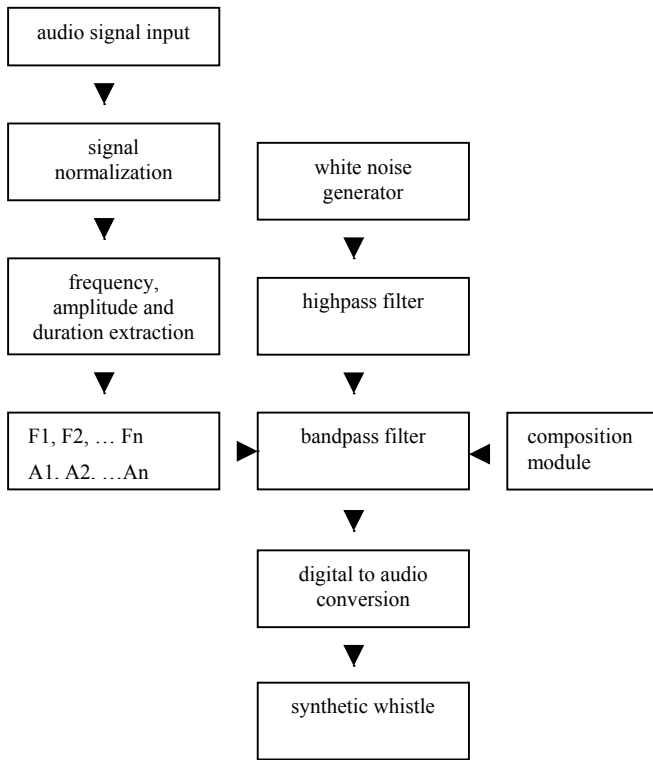 audio signal input
signal
normalization
frequency,
amplitude and
duration extraction
F1, F2, … Fn
A1, A2, …An
white noise
generator
highpass filter
bandpass filter
composition
module
digital to audio
conversion
synthetic whistle